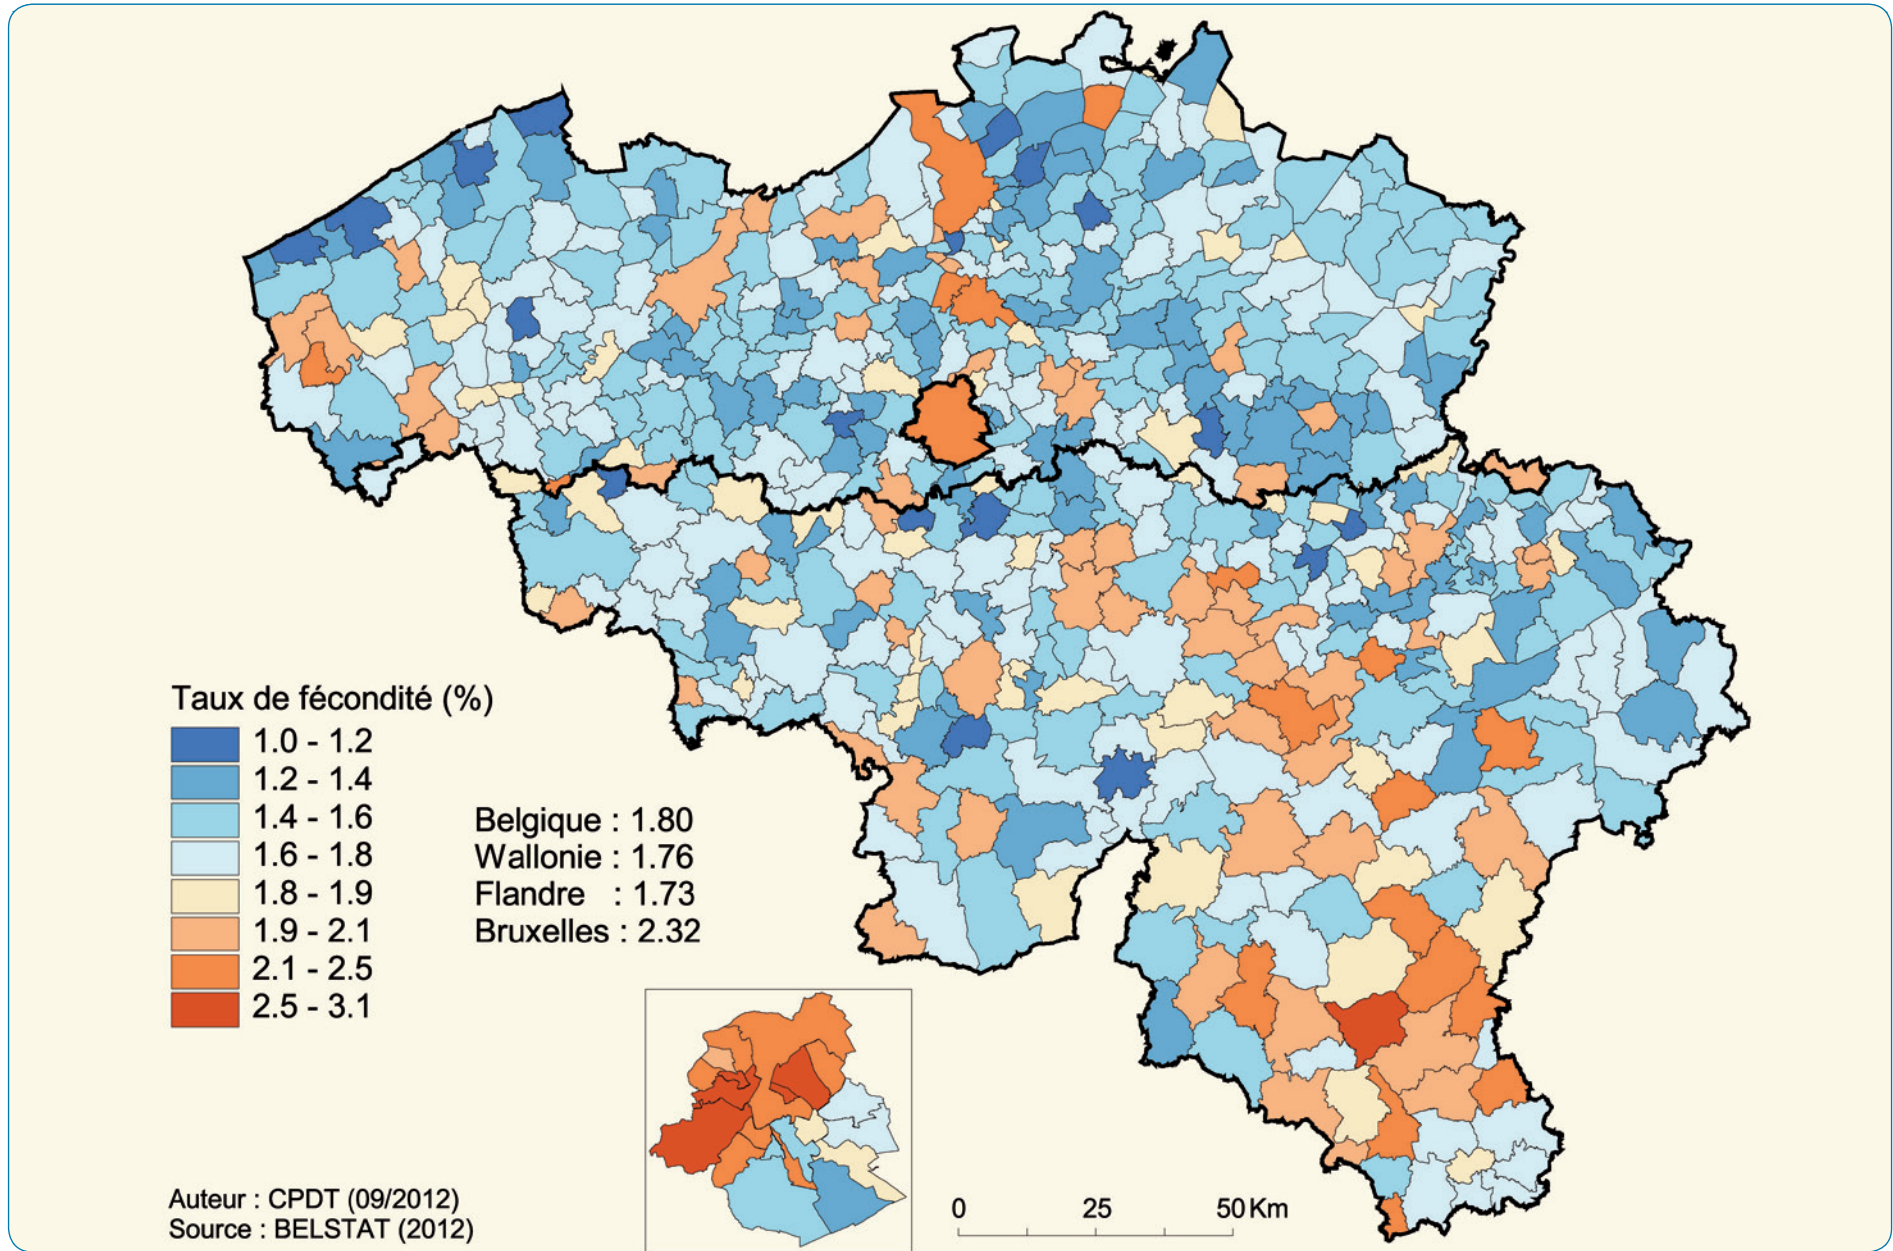 Taux de fécondité (%)
1.0 - 1.2
1.2 - 1.4
1.4 - 1.6
1.6 - 1.8
1.8 - 1.9
1.9 - 2.1
2.1 - 2.5
2.5 - 3.1
Belgique : 1.80
Wallonie : 1.76
Flandre : 1.73
Bruxelles : 2.32
Auteur : CPDT (09/2012)
Source : BELSTAT (2012)
0 25 50 Km